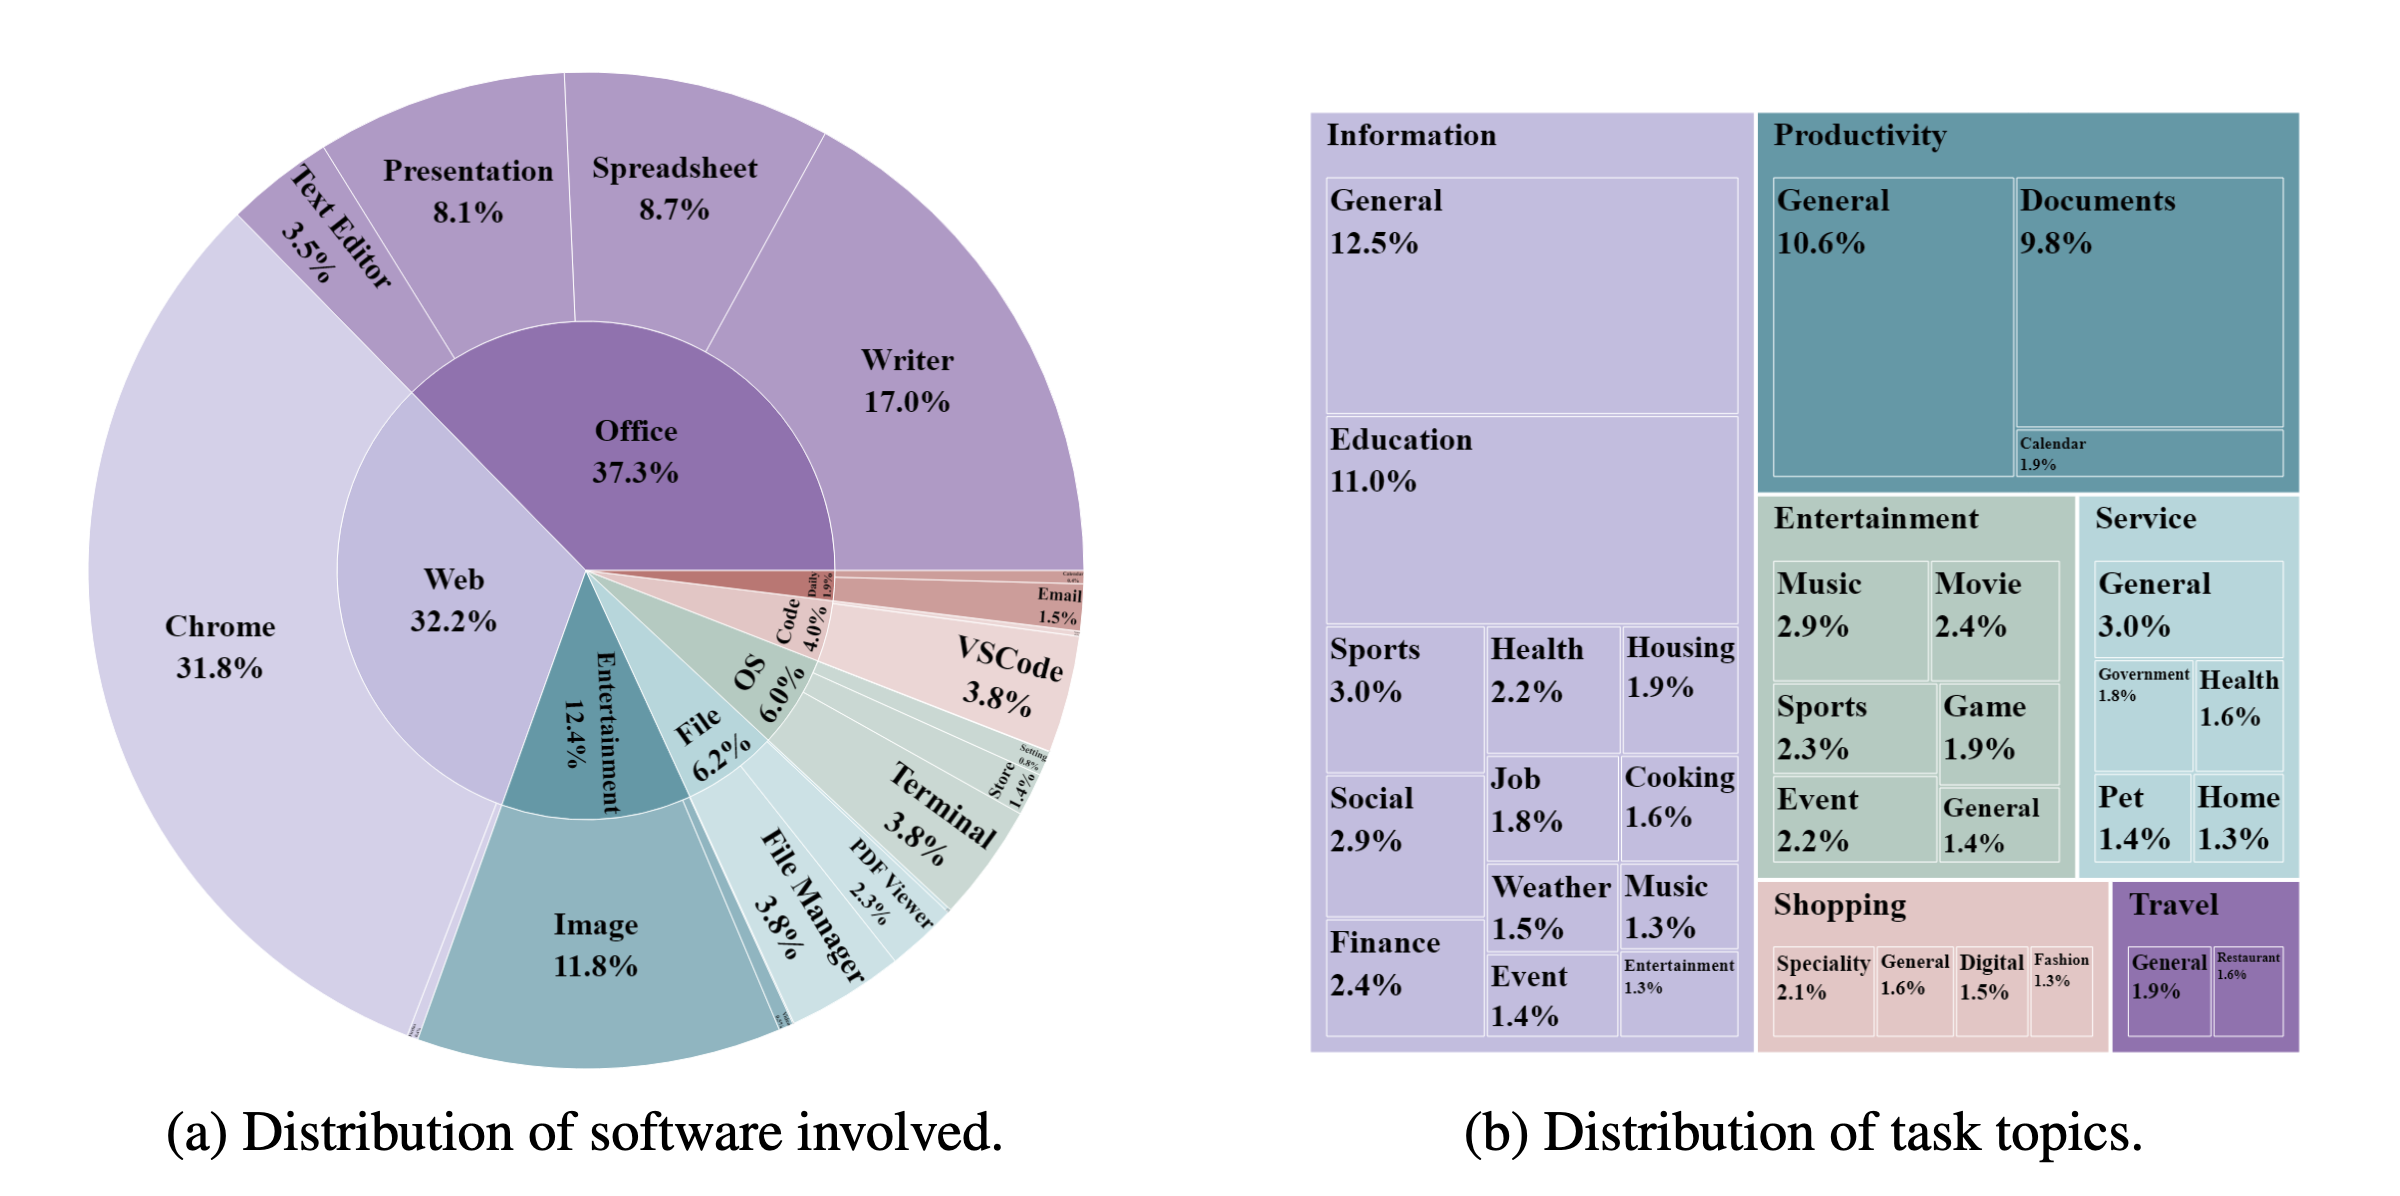 Text Editor
3.5%
Presentation
8.1%
Spreadsheet
8.7%
Writer
17.0%
Office
37.3%
Web
32.2%
Chrome
31.8%
Daily
1.9%
Calendar
Email
1.5%
Code
4.0%
VSCode
3.8%
OS
6.0%
Setting
0.8%
Store
1.4%
Terminal
3.8%
File
6.2%
PDF Viewer
2.3%
File Manager
3.8%
Entertainment
12.4%
Image
11.8%
(a) Distribution of software involved.
Information
General
12.5%
Education
11.0%
Sports
3.0%
Social
2.9%
Finance
2.4%
Health
2.2%
Housing
1.9%
Job
1.8%
Cooking
1.6%
Weather
1.5%
Music
1.3%
Event
1.4%
Entertainment
1.3%
Productivity
General
10.6%
Documents
9.8%
Calendar
1.9%
Entertainment
Music
2.9%
Movie
2.4%
Sports
2.3%
Game
1.9%
Event
2.2%
General
1.4%
Service
General
3.0%
Government
1.8%
Health
1.6%
Pet
1.4%
Home
1.3%
Shopping
Speciality
2.1%
General
1.6%
Digital
1.5%
Fashion
1.3%
Travel
General
1.9%
Restaurant
1.6%
(b) Distribution of task topics.